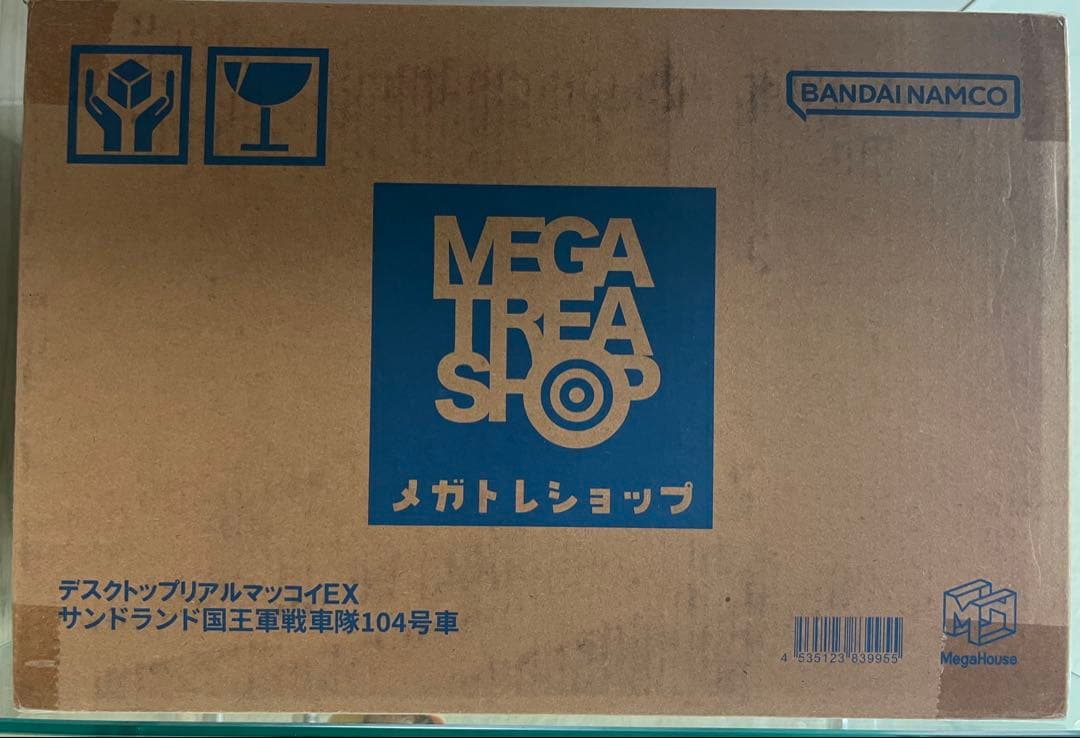 BANDAI NAMCO
MEGA
TREA
SHOP
メガトレショップ
デスクトップリアルマッコイEX
サンドランド国王軍戦車隊104号車
4 535123 839955
MegaHouse